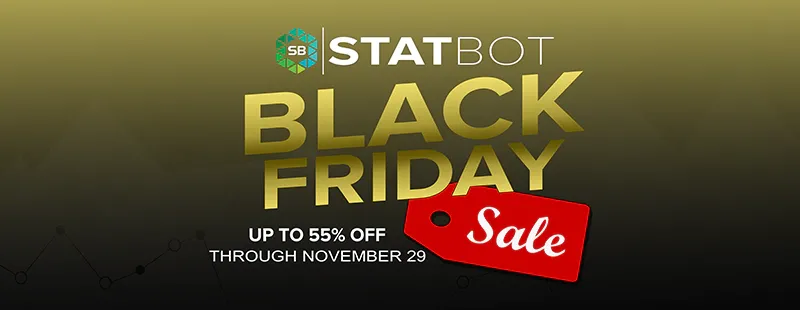 SB STATBOT
BLACK
FRIDAY
Sale
UP TO 55% OFF
THROUGH NOVEMBER 29